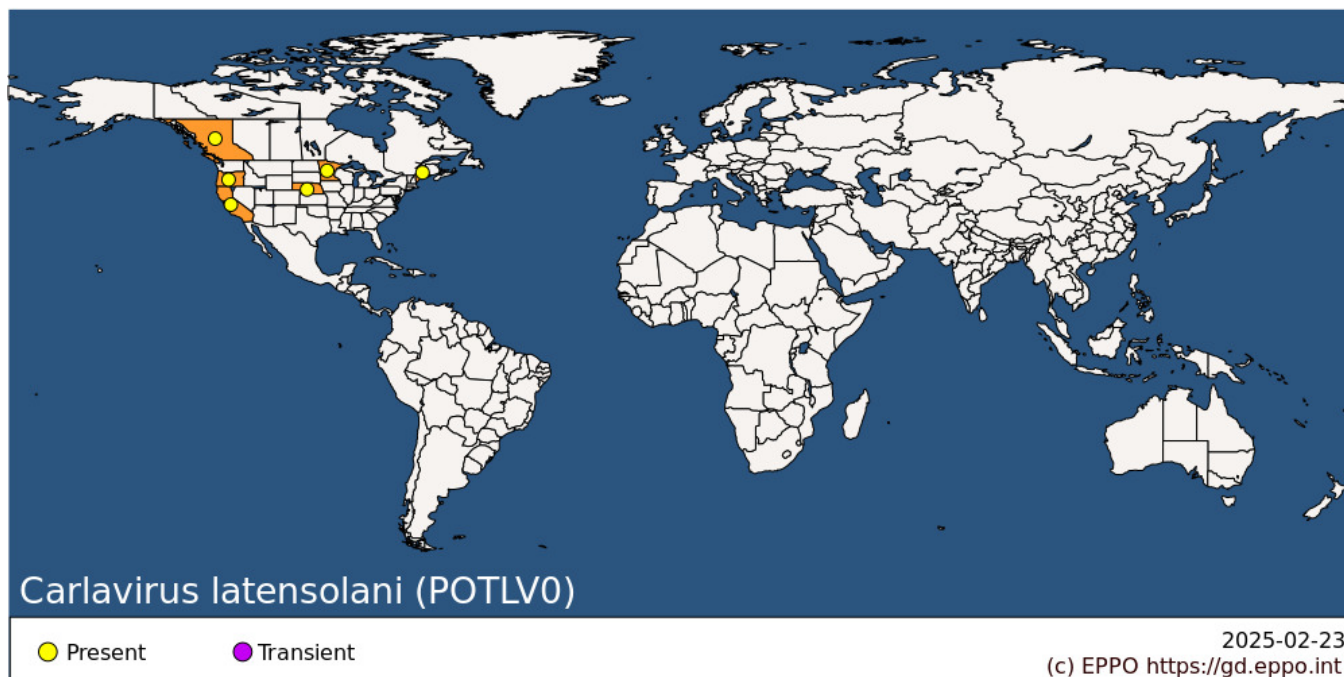 Carlavirus latensolani (POTLV0)
Present
Transient
2025-02-23
(c) EPPO https://gd.eppo.int